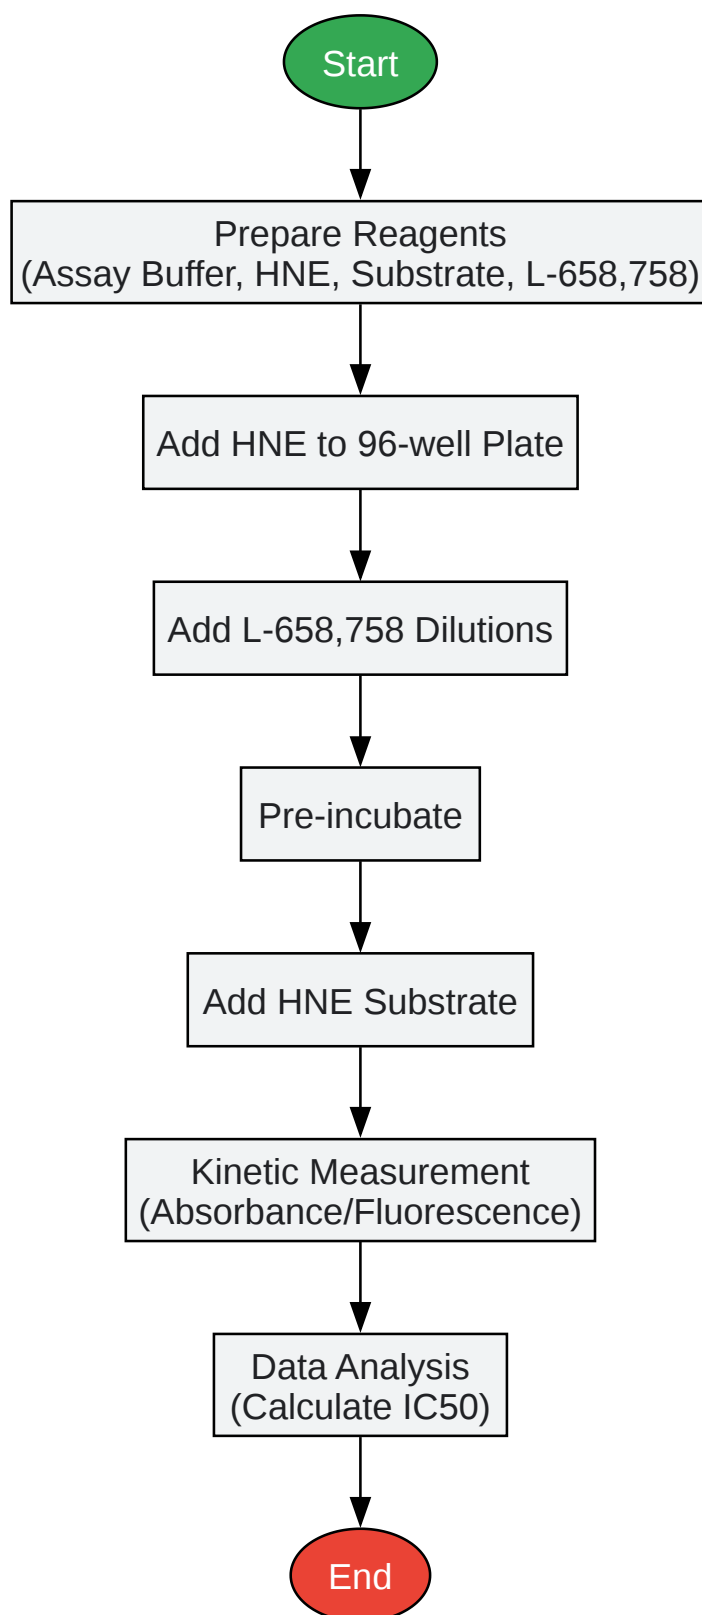 Start
Prepare Reagents
(Assay Buffer, HNE, Substrate, L-658,758)
Add HNE to 96-well Plate
Add L-658,758 Dilutions
Pre-incubate
Add HNE Substrate
Kinetic Measurement
(Absorbance/Fluorescence)
Data Analysis
(Calculate IC50)
End